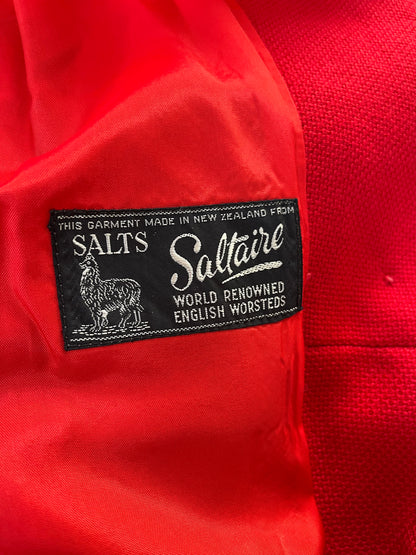 THIS GARMENT MADE IN NEW ZEALAND FROM
SALTS
Saltaire
WORLD RENOWNED
ENGLISH WORSTEDS